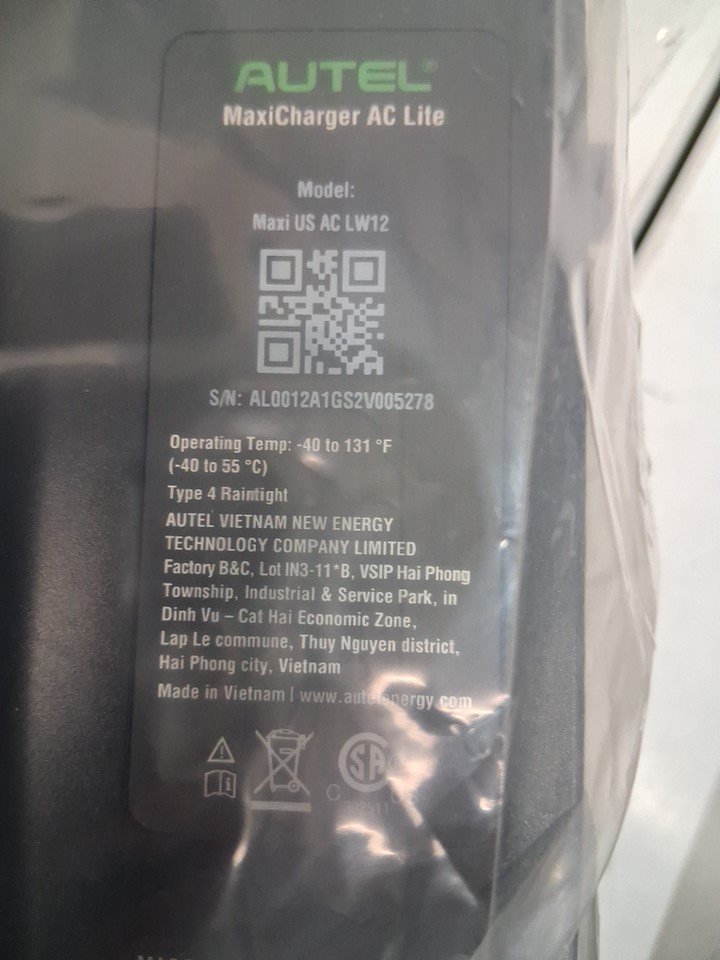 AUTEL®
MaxiCharger AC Lite
Model:
Maxi US AC LW12
S/N: AL0012A1GS2V005278
Operating Temp: -40 to 131 °F
(-40 to 55 °C)
Type 4 Raintight
AUTEL VIETNAM NEW ENERGY
TECHNOLOGY COMPANY LIMITED
Factory B&C, Lot IN3-11*B, VSIP Hai Phong
Township, Industrial & Service Park, in
Dinh Vu – Cat Hai Economic Zone,
Lap Le commune, Thuy Nguyen district,
Hai Phong city, Vietnam
Made in Vietnam | www.autelenergy.com
SA
C